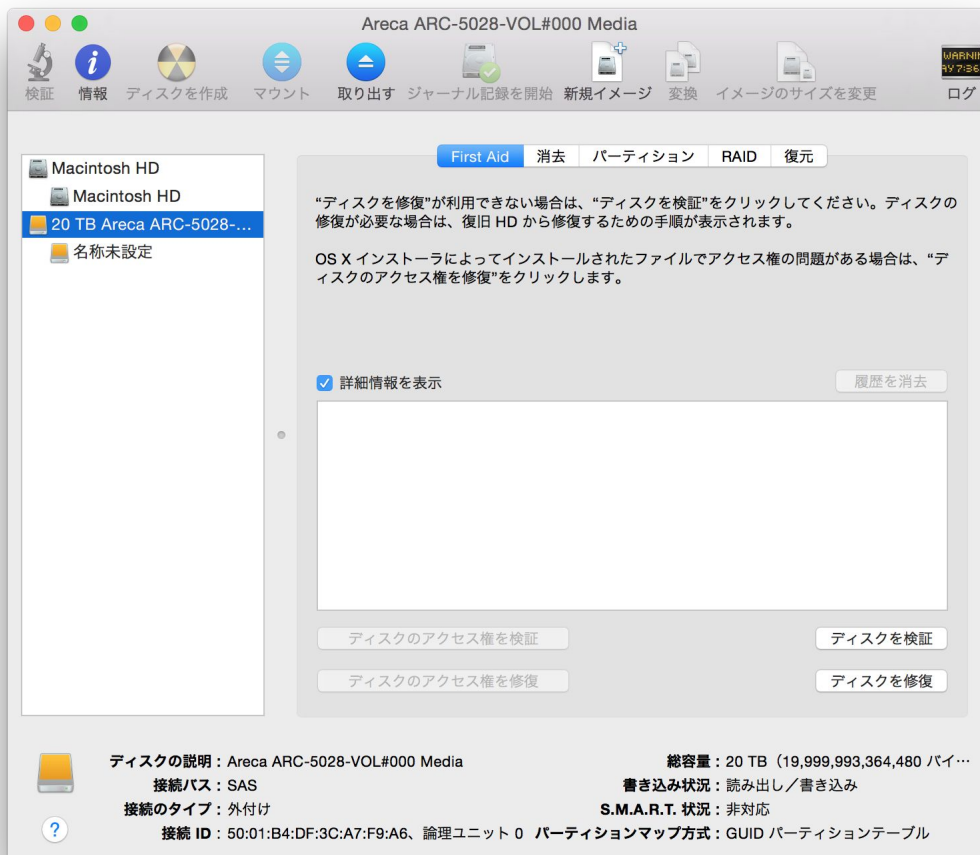 Areca ARC-5028-VOL#000 Media
検証
情報
ディスクを作成
マウント
取り出す
ジャーナル記録を開始
新規イメージ
変換
イメージのサイズを変更
ログ
WARNIN
AY 7:36
Macintosh HD
Macintosh HD
20 TB Areca ARC-5028-...
名称未設定
First Aid
消去
パーティション
RAID
復元
“ディスクを修復”が利用できない場合は、“ディスクを検証”をクリックしてください。ディスクの
修復が必要な場合は、復旧 HD から修復するための手順が表示されます。
OS X インストーラによってインストールされたファイルでアクセス権の問題がある場合は、“デ
ィスクのアクセス権を修復”をクリックします。
詳細情報を表示
履歴を消去
ディスクのアクセス権を検証
ディスクを検証
ディスクのアクセス権を修復
ディスクを修復
ディスクの説明：Areca ARC-5028-VOL#000 Media
接続バス：SAS
接続のタイプ：外付け
接続 ID：50:01:B4:DF:3C:A7:F9:A6、論理ユニット 0
総容量：20 TB（19,999,993,364,480 バイ…
書き込み状況：読み出し／書き込み
S.M.A.R.T. 状況：非対応
パーティションマップ方式：GUID パーティションテーブル
?